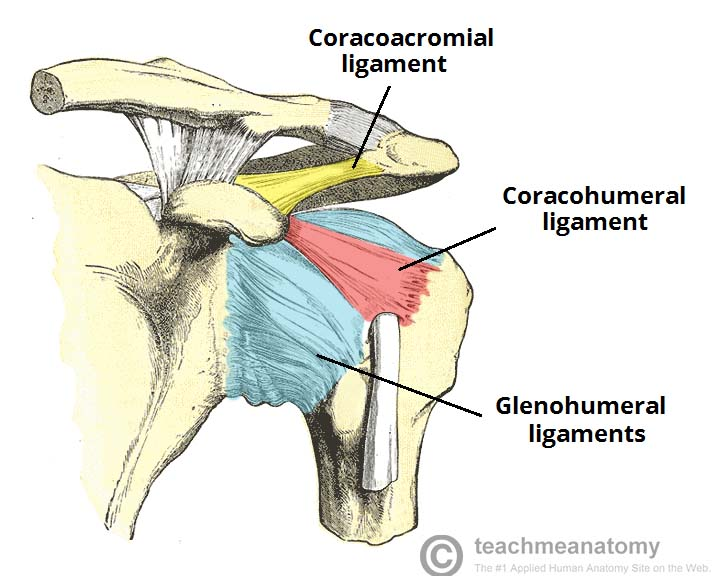 Coracoacromial
ligament
Coracohumeral
ligament
Glenohumeral
ligaments
© teachmeanatomy
The #1 Applied Human Anatomy Site on the Web.